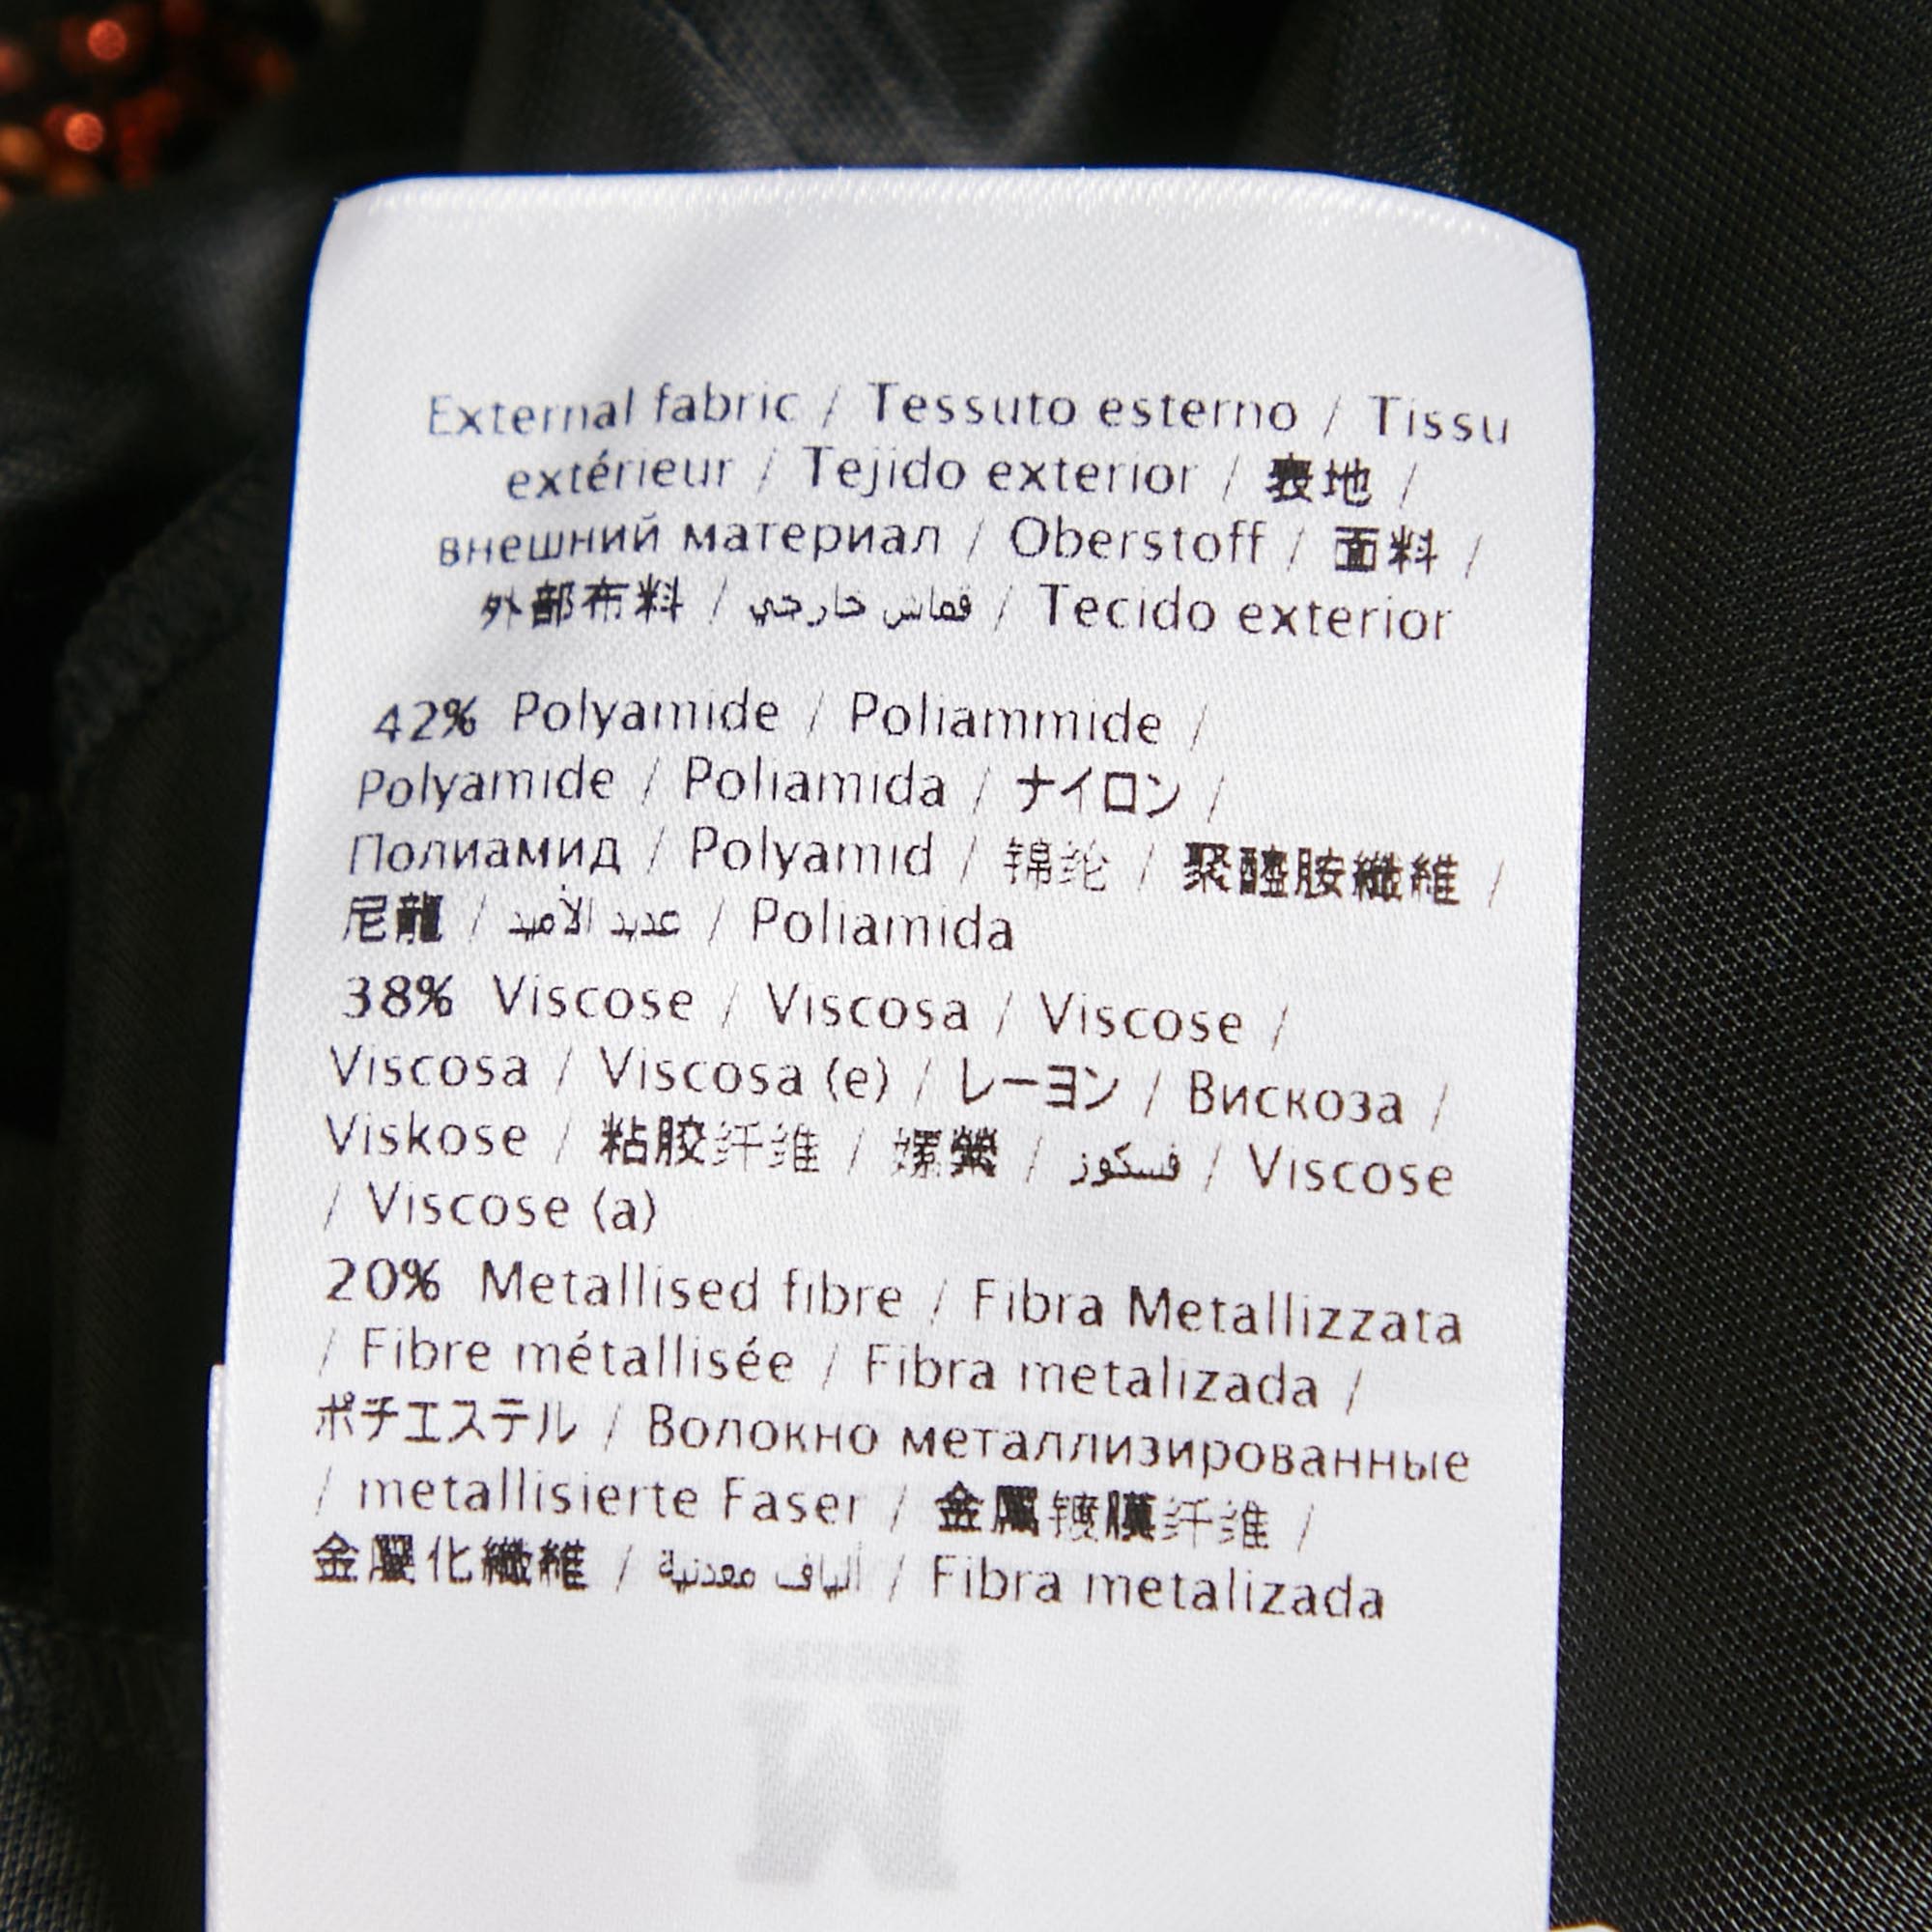 External fabric / Tessuto esterno / Tissu
extérieur / Tejido exterior / 表地 /
внешний материал / Oberstoff / 面料 /
外部布料 / قماش خارجي / Tecido exterior
42% Polyamide / Poliammide /
Polyamide / Poliamida / ナイロン /
Полиамид / Polyamid / 锦纶 / 聚醯胺纖維 /
尼龍 / عديد الأميد / Poliamida
38% Viscose / Viscosa / Viscose /
Viscosa / Viscosa (e) / レーヨン / Вискоза /
Viskose / 粘胶纤维 / 嫘縈 / فسكوز / Viscose
/ Viscose (a)
20% Metallised fibre / Fibra Metallizzata
/ Fibre métallisée / Fibra metalizada /
ポチエステル / Волокно металлизированные
/ metallisierte Faser / 金属镀膜纤维 /
金屬化纖維 / ألياف معدنية / Fibra metalizada